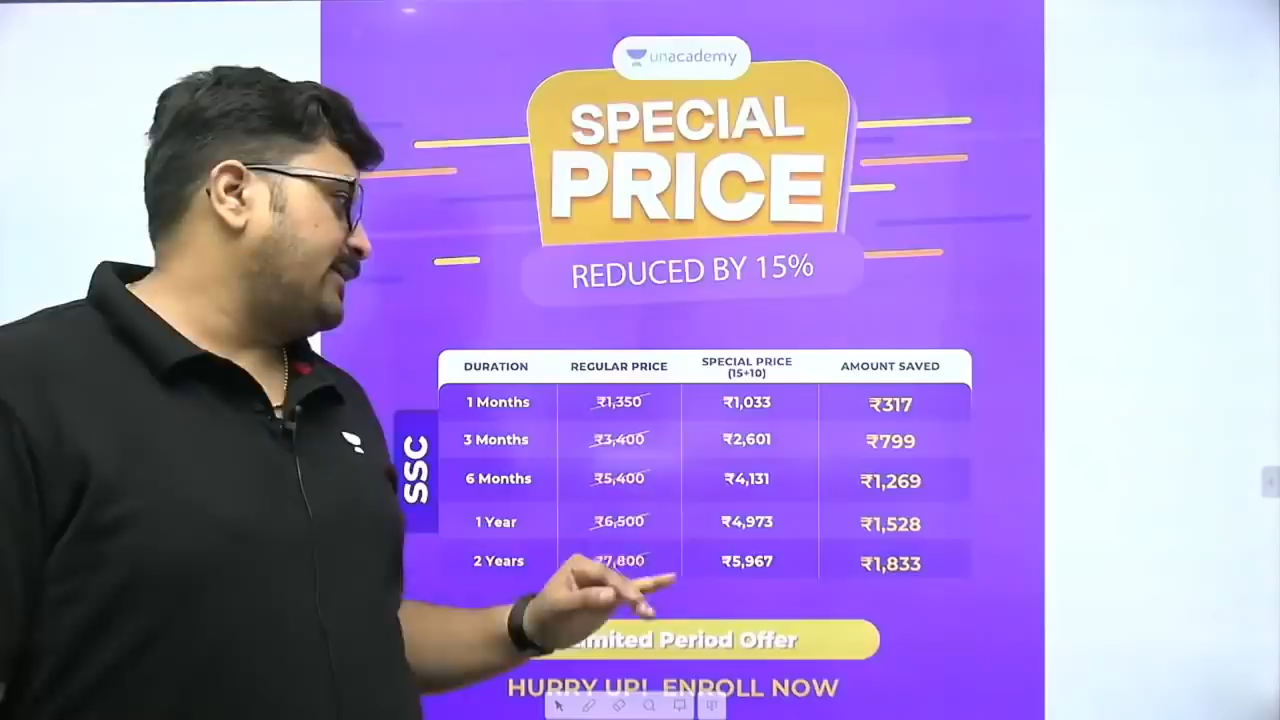 unacademy
SPECIAL
PRICE
REDUCED BY 15%
SSC
DURATION REGULAR PRICE SPECIAL PRICE (15+10) AMOUNT SAVED
1 Months ₹1,350 ₹1,033 ₹317
3 Months ₹3,400 ₹2,601 ₹799
6 Months ₹5,400 ₹4,131 ₹1,269
1 Year ₹6,500 ₹4,973 ₹1,528
2 Years ₹7,800 ₹5,967 ₹1,833
Limited Period Offer
HURRY UP! ENROLL NOW